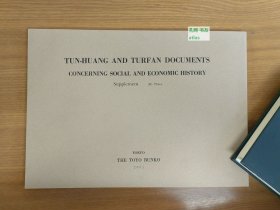 TUN-HUANG AND TURFAN DOCUMENTS
CONCERNING SOCIAL AND ECONOMIC HISTORY
Supplement
TOKYO
THE TOYO BUNKO